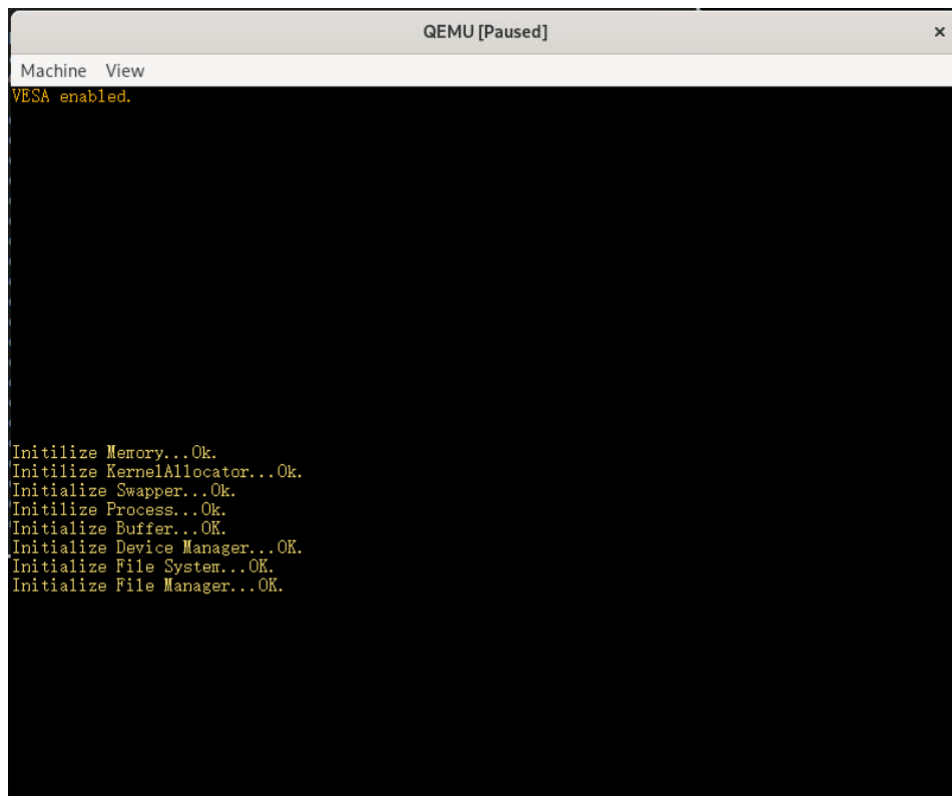 QEMU [Paused]
×
Machine View
VESA enabled.
Initilize Memory...Ok.
Initilize KernelAllocator...Ok.
Initialize Swapper...Ok.
Initilize Process...Ok.
Initialize Buffer...OK.
Initialize Device Manager...OK.
Initialize File System...OK.
Initialize File Manager...OK.